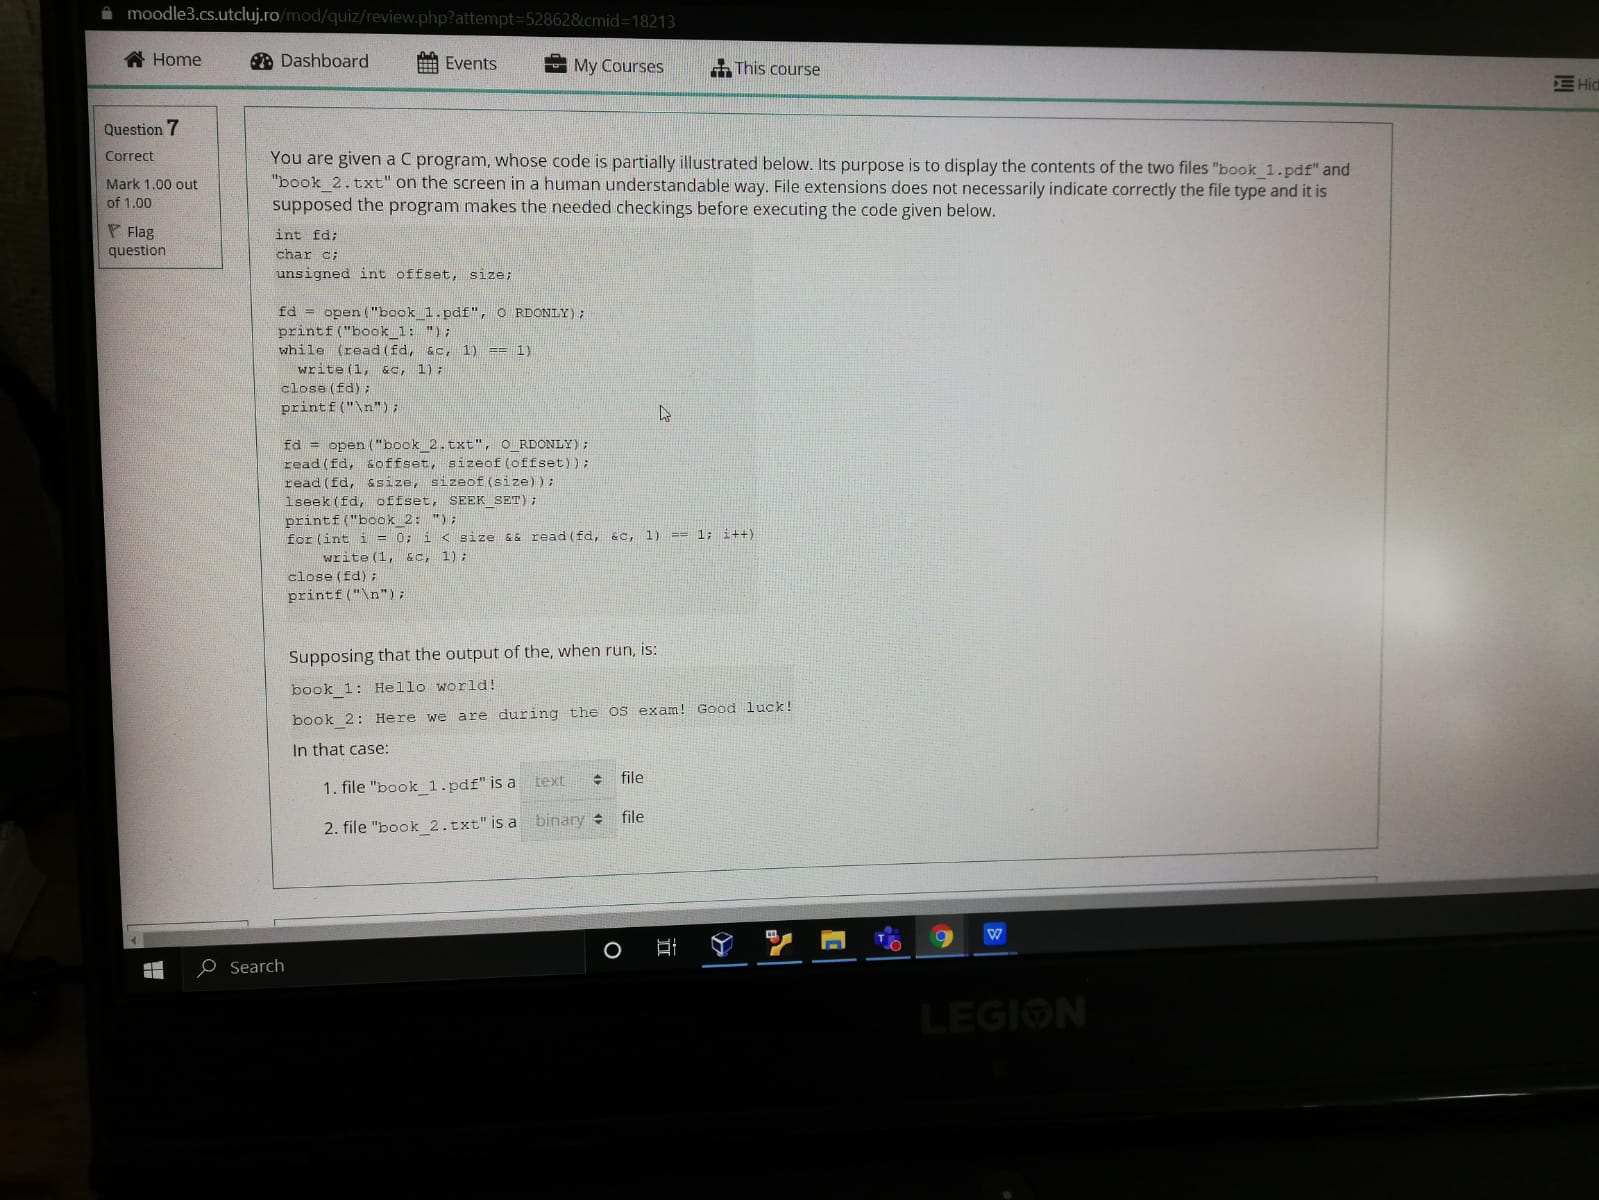 moodle3.cs.utcluj.ro/mod/quiz/review.php?attempt=52862&cmid=18213
Home Dashboard Events My Courses This course
Hid
Question 7
Correct
Mark 1.00 out
of 1.00
Flag
question
You are given a C program, whose code is partially illustrated below. Its purpose is to display the contents of the two files "book_1.pdf" and
"book_2.txt" on the screen in a human understandable way. File extensions does not necessarily indicate correctly the file type and it is
supposed the program makes the needed checkings before executing the code given below.
int fd;
char c;
unsigned int offset, size;
fd = open("book_1.pdf", O_RDONLY);
printf("book_1: ");
while (read(fd, &c, 1) == 1)
write(1, &c, 1);
close(fd);
printf("\n");
fd = open("book_2.txt", O_RDONLY);
read(fd, &offset, sizeof(offset));
read(fd, &size, sizeof(size));
lseek(fd, offset, SEEK_SET);
printf("book_2: ");
for(int i = 0; i < size && read(fd, &c, 1) == 1; i++)
write(1, &c, 1);
close(fd);
printf("\n");
Supposing that the output of the, when run, is:
book_1: Hello world!
book_2: Here we are during the OS exam! Good luck!
In that case:
1. file "book_1.pdf" is a text file
2. file "book_2.txt" is a binary file
Search
LEGION